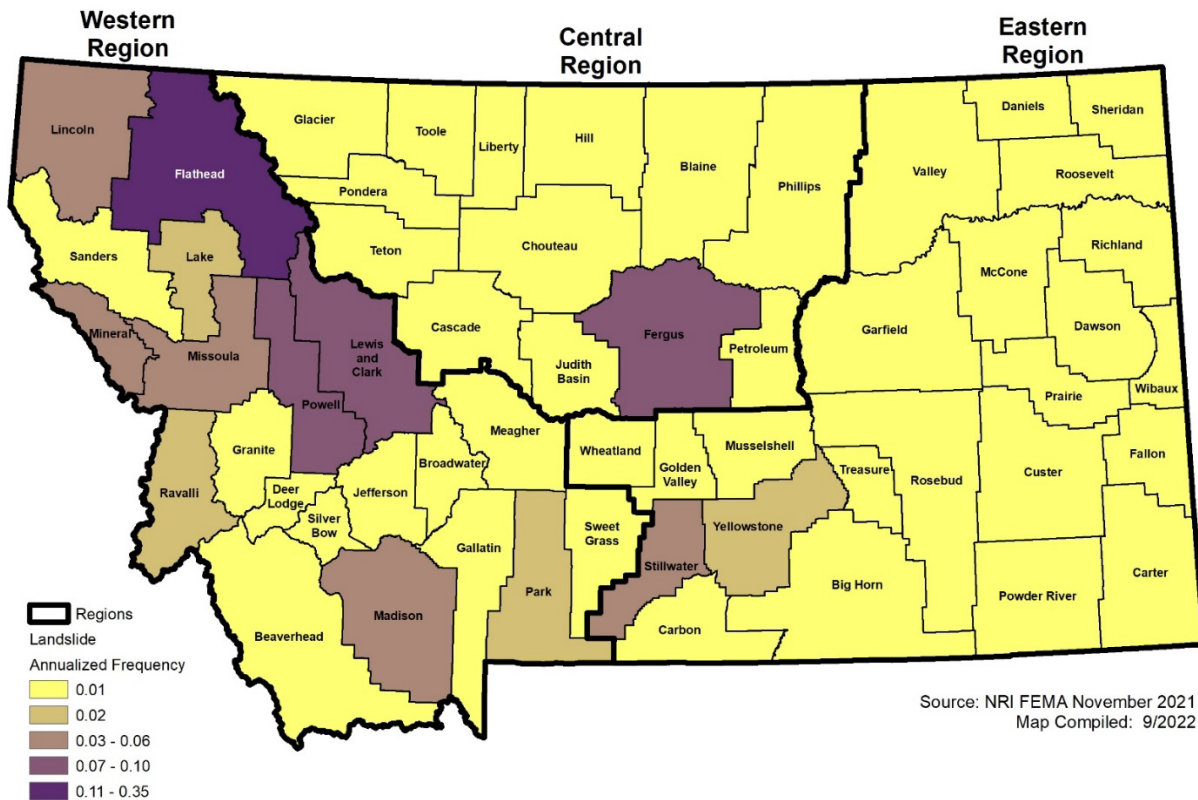 Western
Region
Central
Region
Eastern
Region
Lincoln
Flathead
Glacier
Toole
Liberty
Hill
Blaine
Phillips
Valley
Daniels
Sheridan
Roosevelt
Pondera
Teton
Chouteau
Sanders
Lake
Richland
McCone
Dawson
Garfield
Mineral
Missoula
Cascade
Judith
Basin
Fergus
Petroleum
Lewis
and
Clark
Powell
Prairie
Wibaux
Granite
Meagher
Broadwater
Wheatland
Golden
Valley
Musselshell
Treasure
Rosebud
Custer
Fallon
Ravalli
Deer
Lodge
Silver
Bow
Jefferson
Gallatin
Sweet
Grass
Stillwater
Yellowstone
Park
Madison
Beaverhead
Carbon
Big Horn
Powder River
Carter
Regions
Landslide
Annualized Frequency
0.01
0.02
0.03 - 0.06
0.07 - 0.10
0.11 - 0.35
Source: NRI FEMA November 2021
Map Compiled: 9/2022